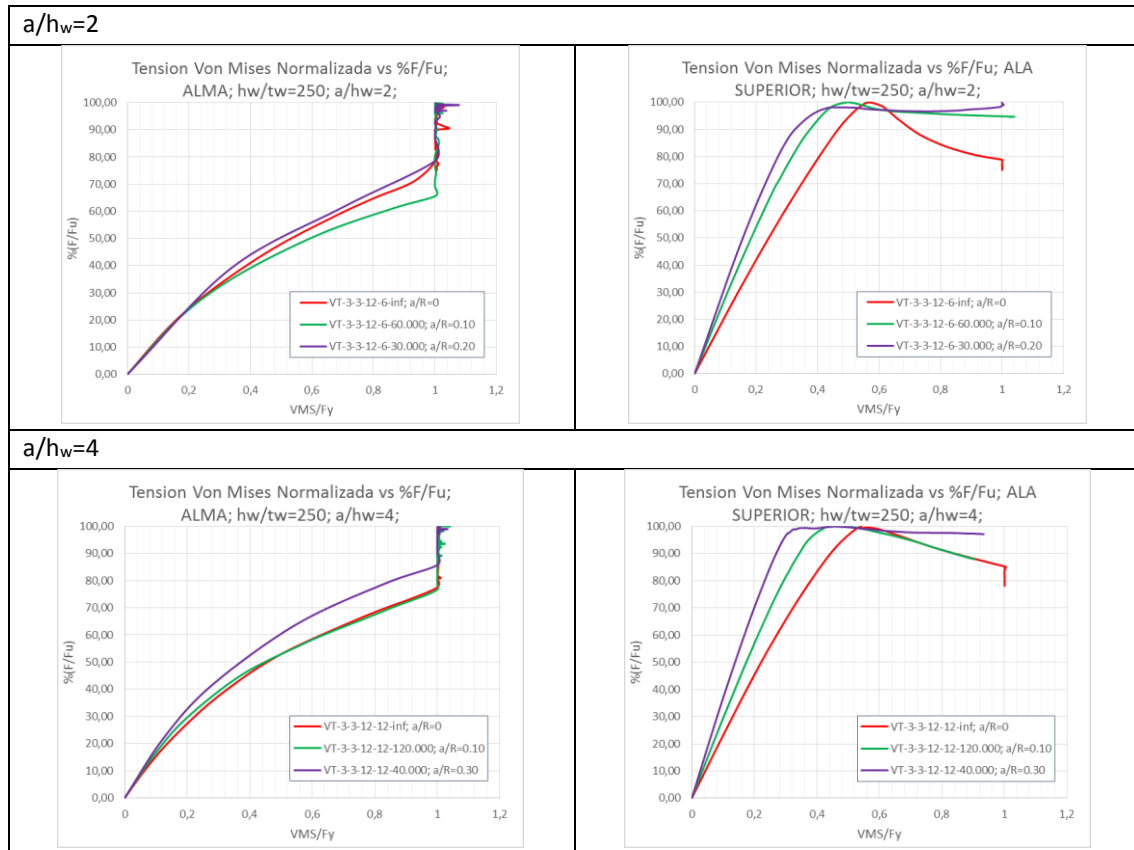 a/hw=2
Tension Von Mises Normalizada vs %F/Fu;
ALMA; hw/tw=250; a/hw=2;
%(F/Fu)
100,00
90,00
80,00
70,00
60,00
50,00
40,00
30,00
20,00
10,00
0,00
VT-3-3-12-6-inf; a/R=0
VT-3-3-12-6-60.000; a/R=0.10
VT-3-3-12-6-30.000; a/R=0.20
0 0,2 0,4 0,6 0,8 1 1,2
VMS/Fy
Tension Von Mises Normalizada vs %F/Fu; ALA
SUPERIOR; hw/tw=250; a/hw=2;
%(F/Fu)
100,00
90,00
80,00
70,00
60,00
50,00
40,00
30,00
20,00
10,00
0,00
VT-3-3-12-6-inf; a/R=0
VT-3-3-12-6-60.000; a/R=0.10
VT-3-3-12-6-30.000; a/R=0.20
0 0,2 0,4 0,6 0,8 1 1,2
VMS/Fy
a/hw=4
Tension Von Mises Normalizada vs %F/Fu;
ALMA; hw/tw=250; a/hw=4;
%(F/Fu)
100,00
90,00
80,00
70,00
60,00
50,00
40,00
30,00
20,00
10,00
0,00
VT-3-3-12-12-inf; a/R=0
VT-3-3-12-12-120.000; a/R=0.10
VT-3-3-12-12-40.000; a/R=0.30
0 0,2 0,4 0,6 0,8 1 1,2
VMS/Fy
Tension Von Mises Normalizada vs %F/Fu; ALA
SUPERIOR; hw/tw=250; a/hw=4;
%(F/Fu)
100,00
90,00
80,00
70,00
60,00
50,00
40,00
30,00
20,00
10,00
0,00
VT-3-3-12-12-inf; a/R=0
VT-3-3-12-12-120.000; a/R=0.10
VT-3-3-12-12-40.000; a/R=0.30
0 0,2 0,4 0,6 0,8 1 1,2
VMS/Fy